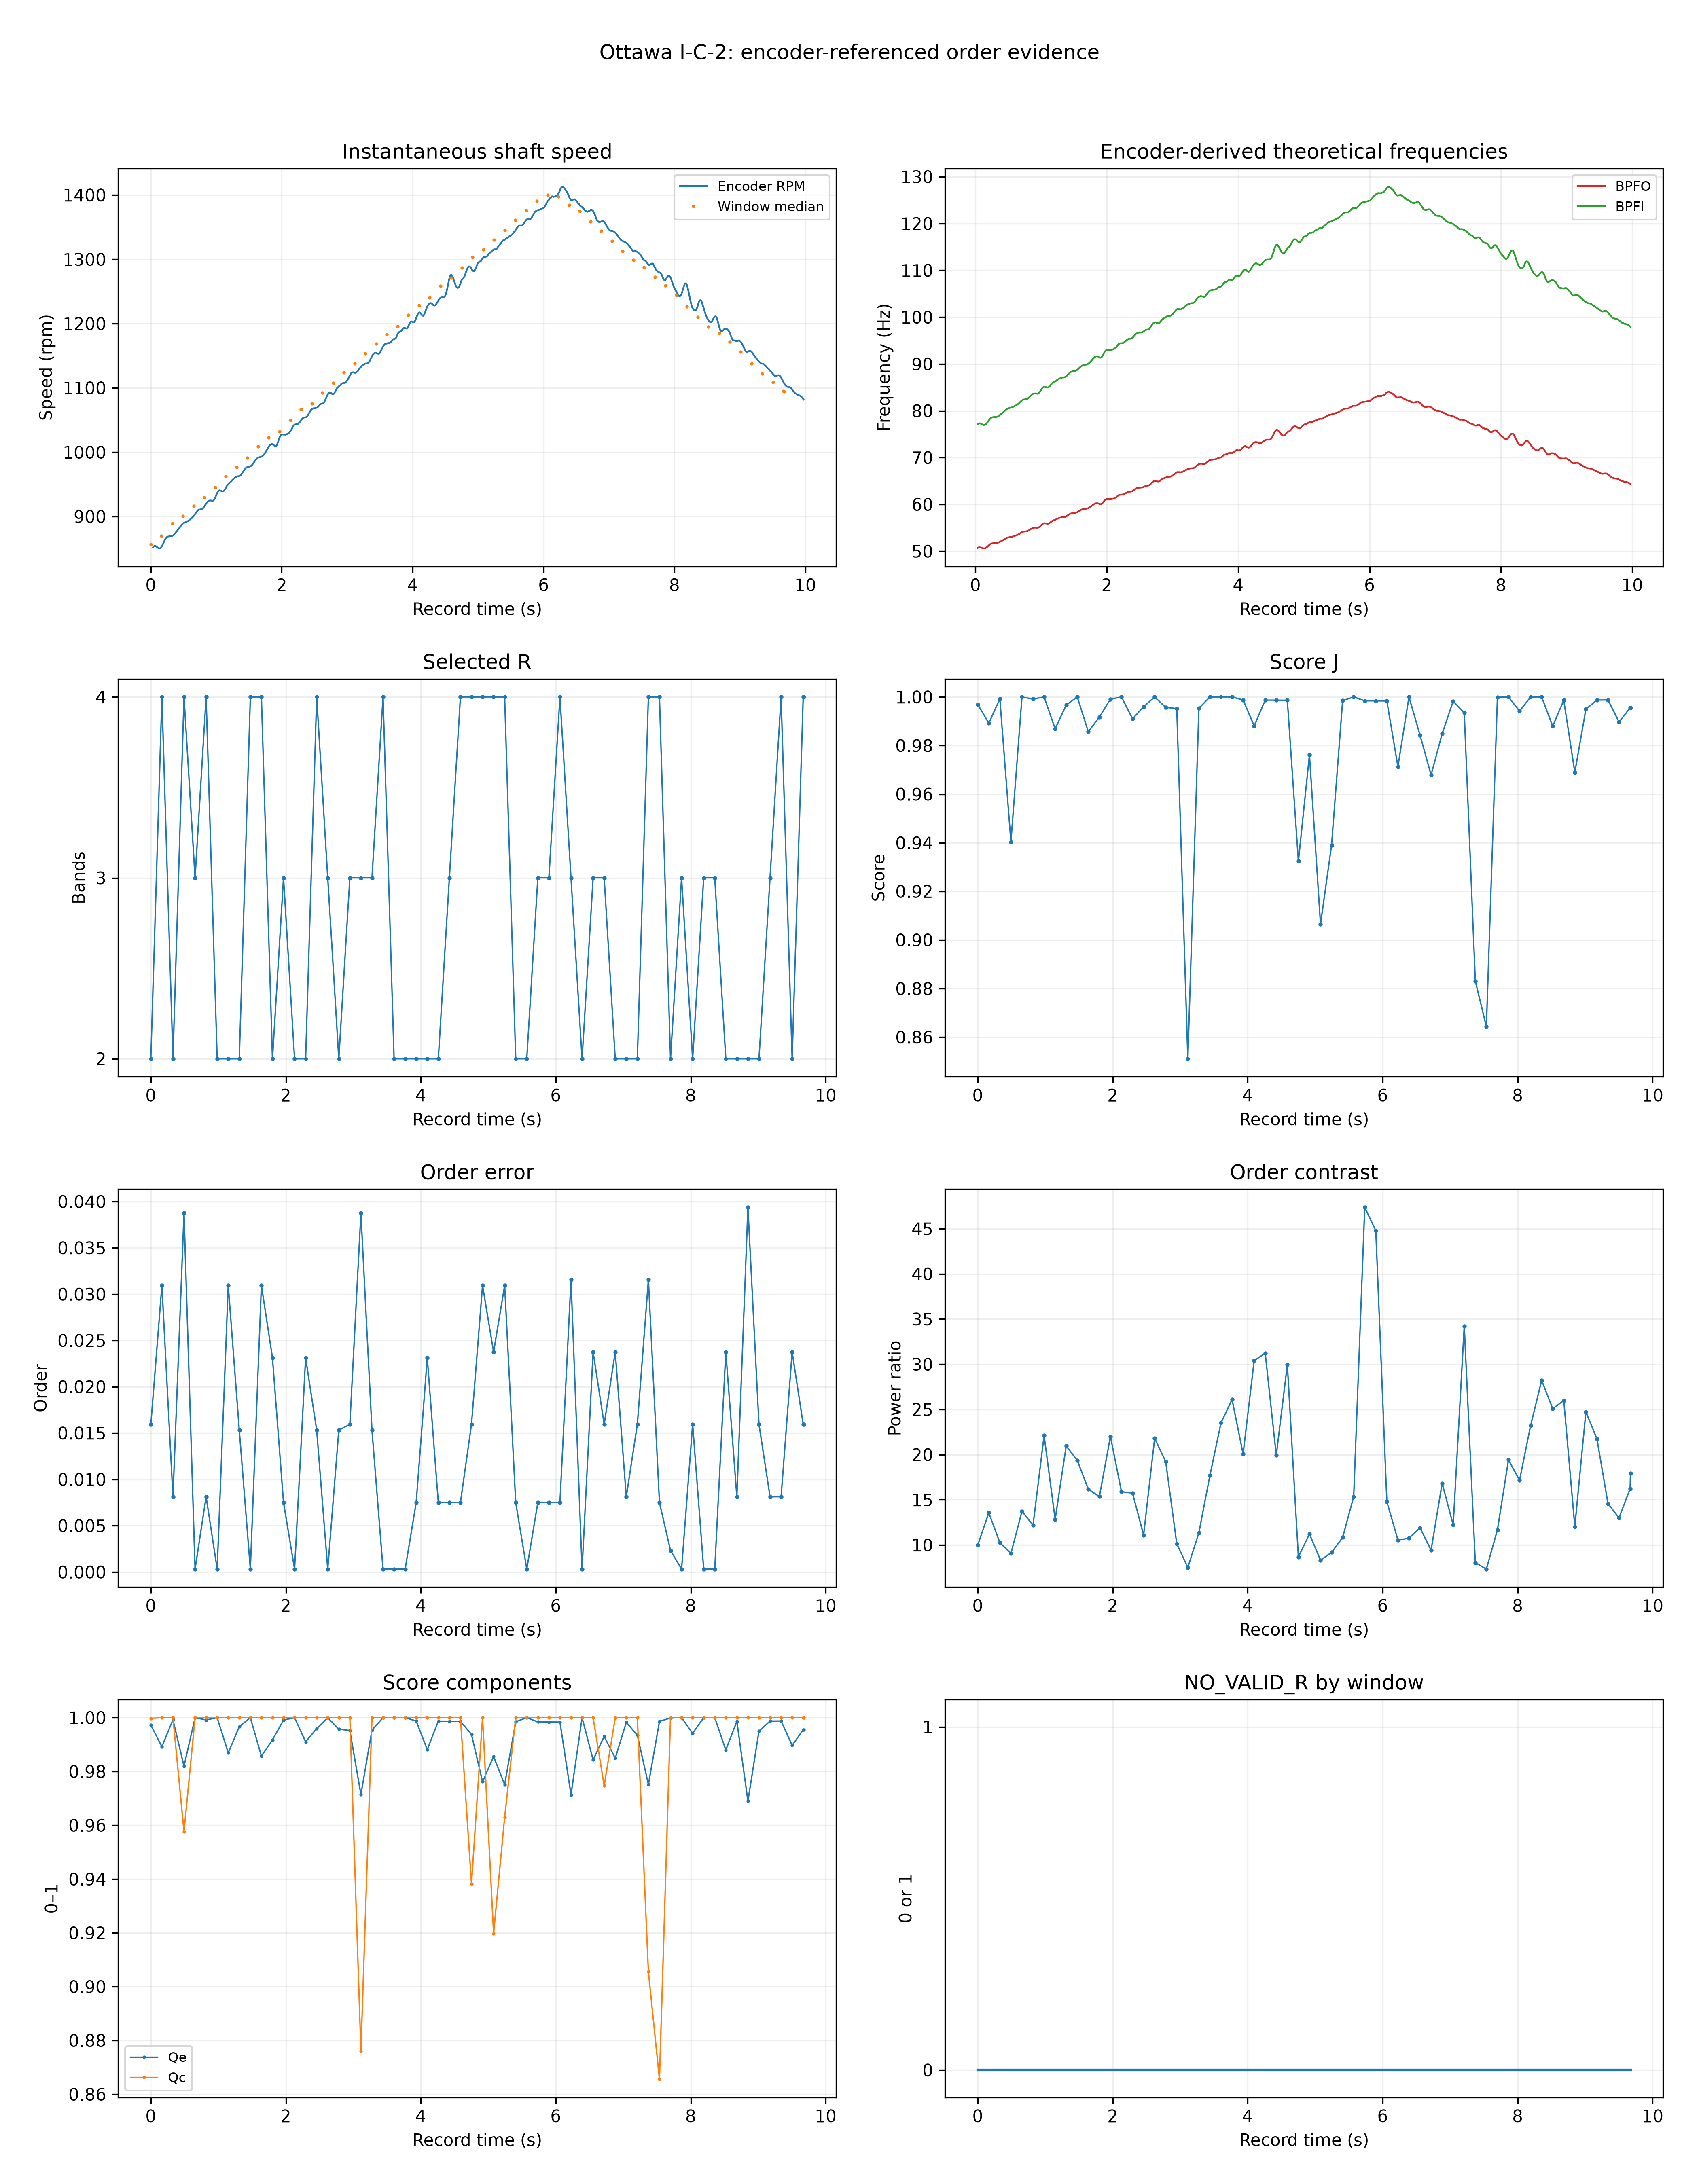 Ottawa I-C-2: encoder-referenced order evidence
Instantaneous shaft speed
Encoder RPM
Window median
1400
1300
1200
1100
1000
900
Speed (rpm)
0 2 4 6 8 10
Record time (s)
Encoder-derived theoretical frequencies
BPFO
BPFI
130
120
110
100
90
80
70
60
50
Frequency (Hz)
0 2 4 6 8 10
Record time (s)
Selected R
4
3
2
Bands
0 2 4 6 8 10
Record time (s)
Score J
1.00
0.98
0.96
0.94
0.92
0.90
0.88
0.86
Score
0 2 4 6 8 10
Record time (s)
Order error
0.040
0.035
0.030
0.025
0.020
0.015
0.010
0.005
0.000
Order
0 2 4 6 8 10
Record time (s)
Order contrast
45
40
35
30
25
20
15
10
Power ratio
0 2 4 6 8 10
Record time (s)
Score components
1.00
0.98
0.96
0.94
0.92
0.90
0.88
0.86
0–1
Qe
Qc
0 2 4 6 8 10
Record time (s)
NO_VALID_R by window
1
0
0 or 1
0 2 4 6 8 10
Record time (s)